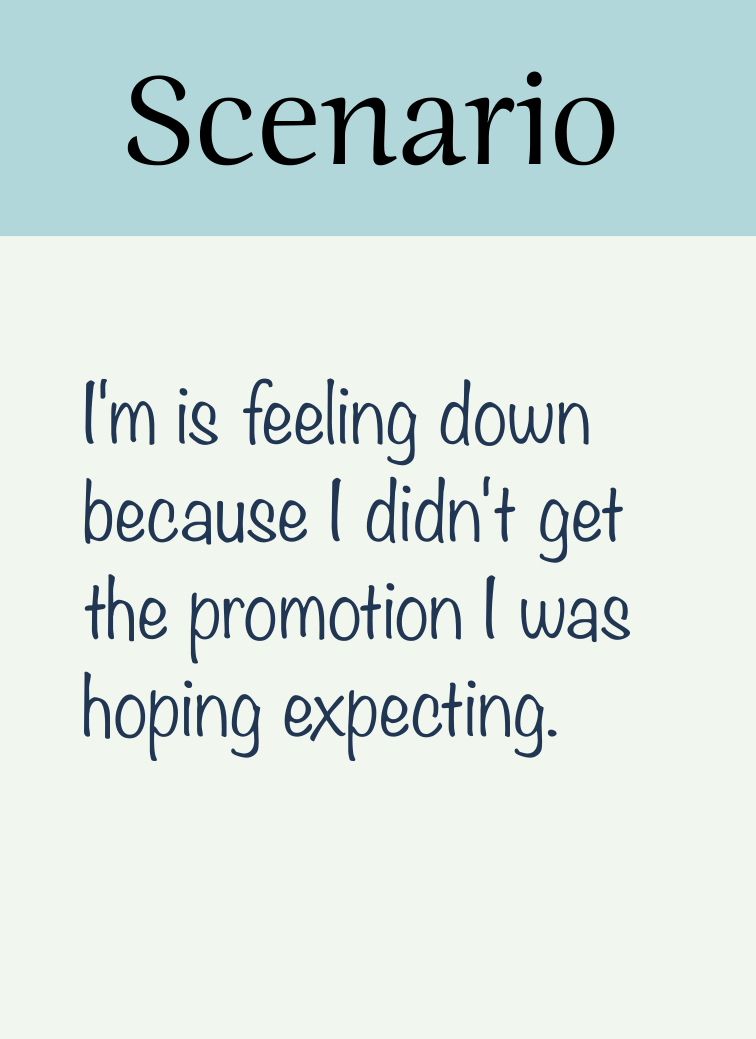 Scenario
I'm is feeling down
because I didn't get
the promotion I was
hoping expecting.